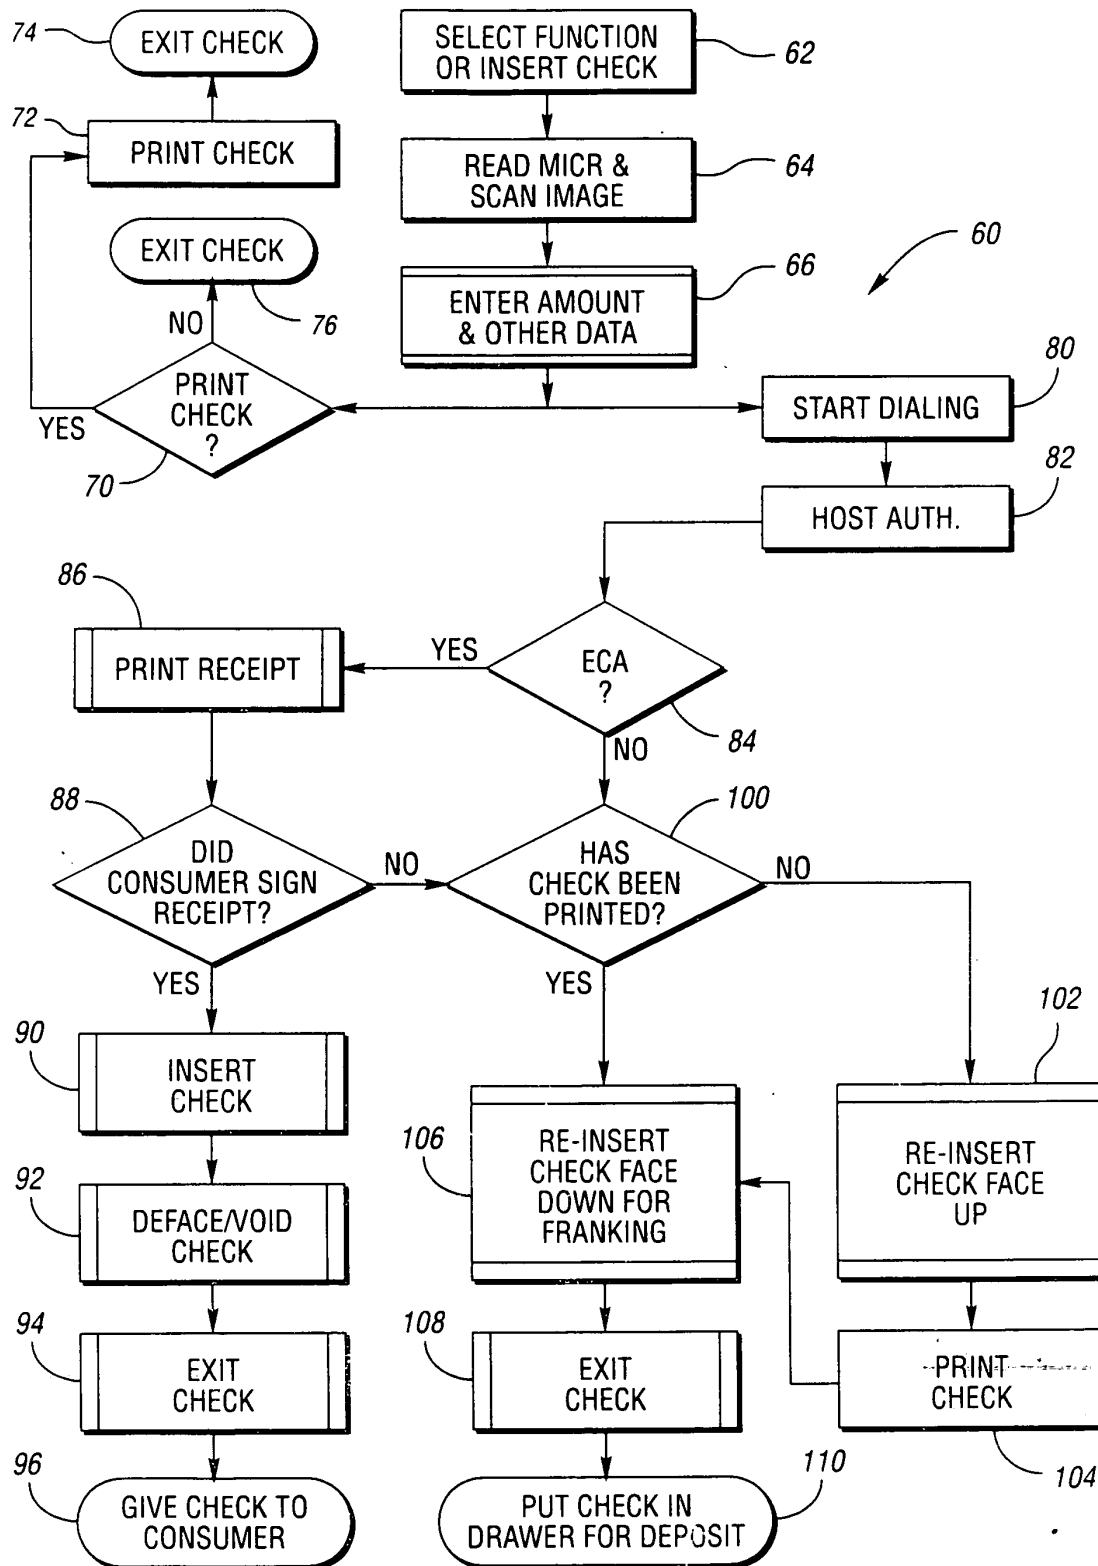 74
EXIT CHECK
SELECT FUNCTION
OR INSERT CHECK
62
72
PRINT CHECK
READ MICR &
SCAN IMAGE
64
EXIT CHECK
76
NO
ENTER AMOUNT
& OTHER DATA
66
60
PRINT
CHECK
?
YES
70
START DIALING
80
HOST AUTH.
82
86
PRINT RECEIPT
YES
ECA
?
84
NO
88
DID
CONSUMER SIGN
RECEIPT?
NO
YES
HAS
CHECK BEEN
PRINTED?
100
NO
YES
90
INSERT
CHECK
102
RE-INSERT
CHECK FACE
UP
106
RE-INSERT
CHECK FACE
DOWN FOR
FRANKING
92
DEFACE/VOID
CHECK
94
EXIT
CHECK
108
EXIT
CHECK
PRINT
CHECK
104
96
GIVE CHECK TO
CONSUMER
PUT CHECK IN
DRAWER FOR DEPOSIT
110